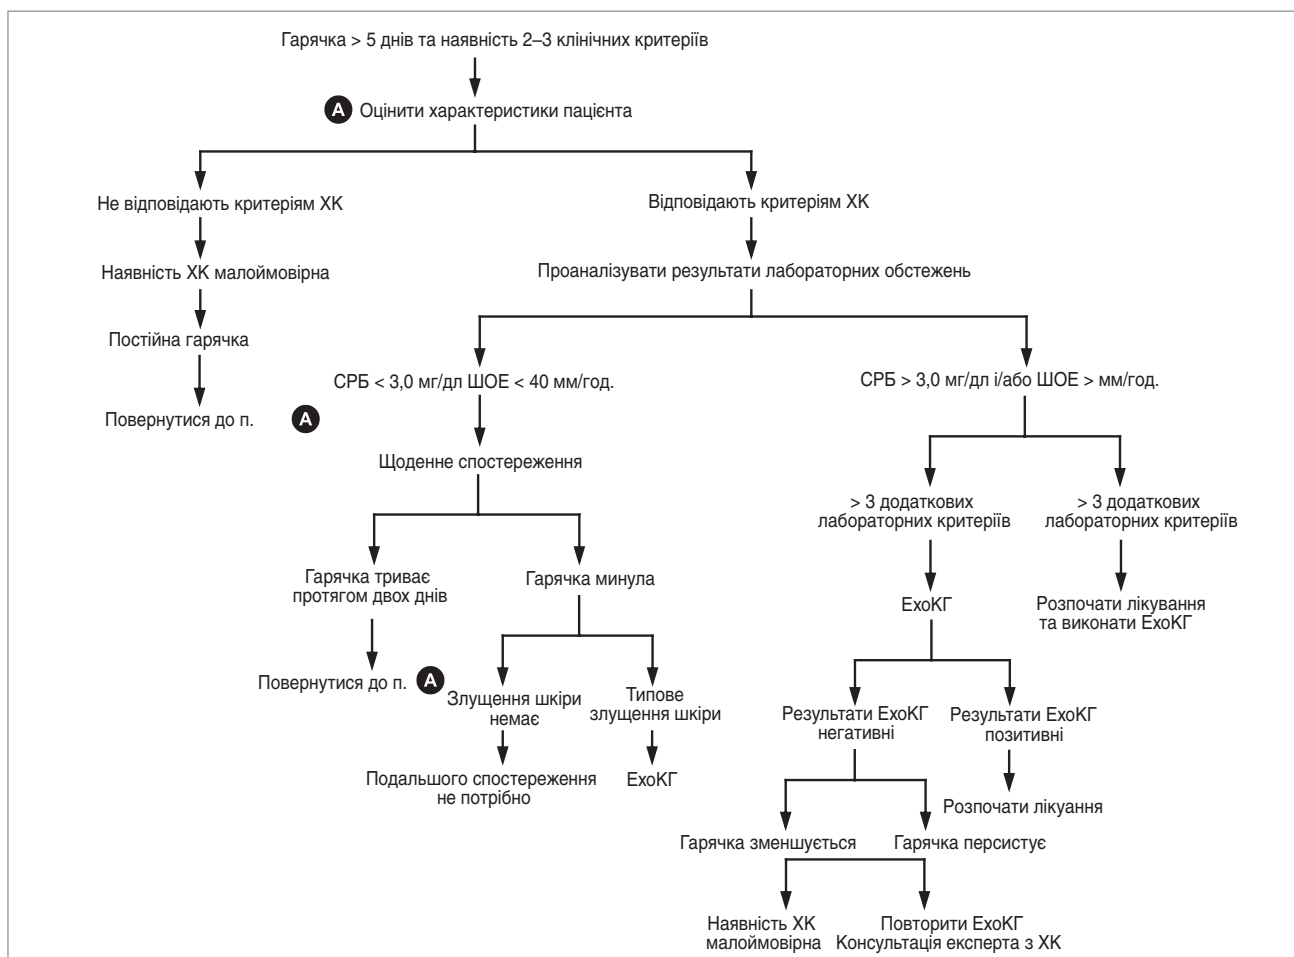 Гарячка > 5 днів та наявність 2–3 клінічних критеріїв
А Оцінити характеристики пацієнта
Не відповідають критеріям ХК
Відповідають критеріям ХК
Наявність ХК малоймовірна
Проаналізувати результати лабораторних обстежень
Постійна гарячка
СРБ < 3,0 мг/дл ШОЕ < 40 мм/год.
СРБ > 3,0 мг/дл і/або ШОЕ > мм/год.
Повернутися до п. А
Щоденне спостереження
> 3 додаткових
лабораторних критеріїв
> 3 додаткових
лабораторних критеріїв
Гарячка триває
протягом двох днів
Гарячка минула
ЕхоКГ
Розпочати лікування
та виконати ЕхоКГ
Повернутися до п. А
Злущення шкіри
немає
Типове
злущення шкіри
Результати ЕхоКГ
негативні
Результати ЕхоКГ
позитивні
Подальшого спостереження
не потрібно
ЕхоКГ
Розпочати лікуання
Гарячка зменшується
Гарячка персистує
Наявність ХК
малоймовірна
Повторити ЕхоКГ
Консультація експерта з ХК